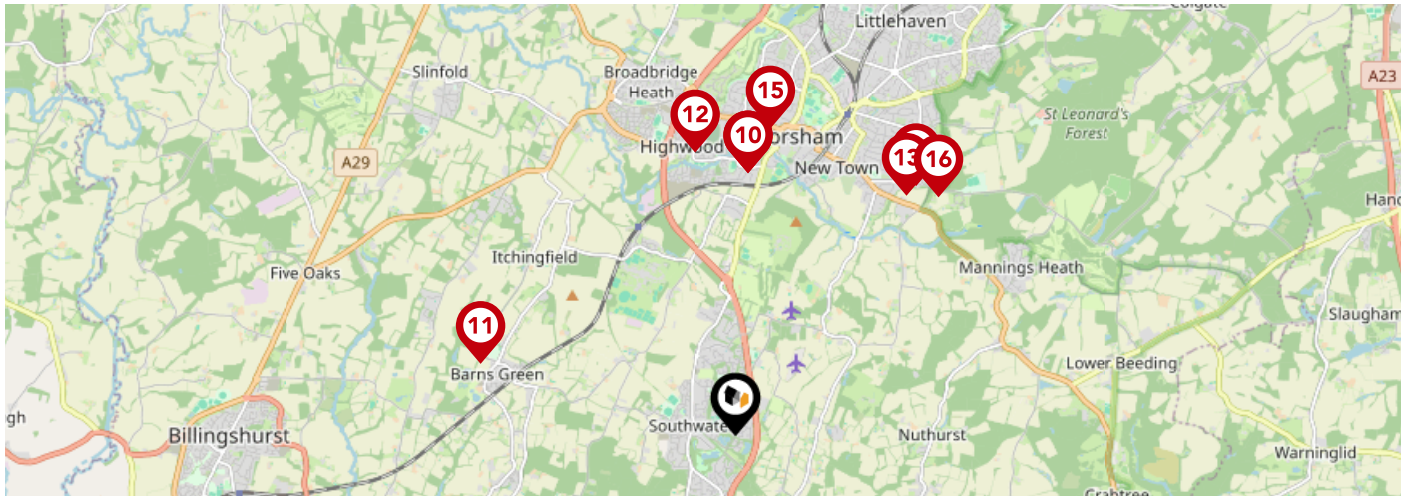 Colgate
Littlehaven
Slinfold
Broadbridge
Heath
A23
15
12
St Leonard's
Forest
10
orsham
Highwood
A29
13
16
New Town
Hand
Itchingfield
Mannings Heath
Five Oaks
11
Slaugham
Barns Green
Lower Beeding
gh
Southwate
Billingshurst
Nuthurst
Warninglid
Crabtree